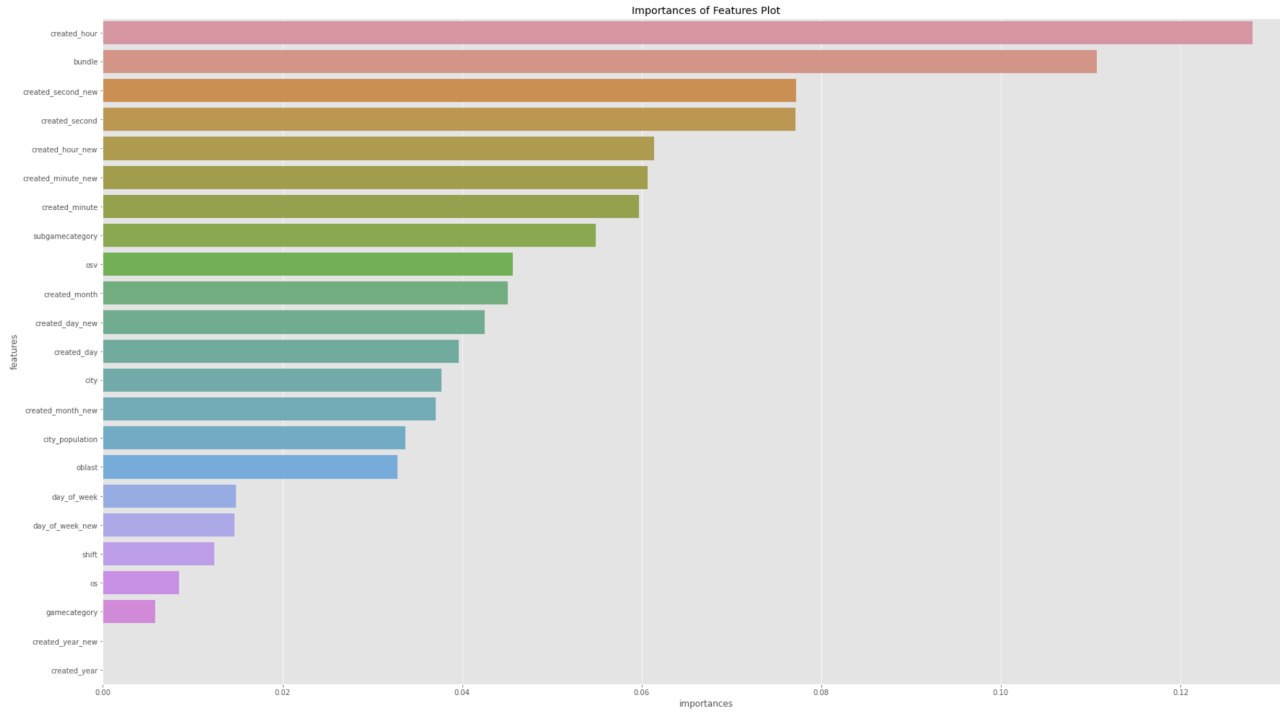 Importances of Features Plot
created_hour
bundle
created_second_new
created_second
created_hour_new
created_minute_new
created_minute
subgamecategory
osv
created_month
created_day_new
created_day
city
created_month_new
city_population
oblast
day_of_week
day_of_week_new
shift
os
gamecategory
created_year_new
created_year
features
0.00 0.02 0.04 0.06 0.08 0.10 0.12
importances